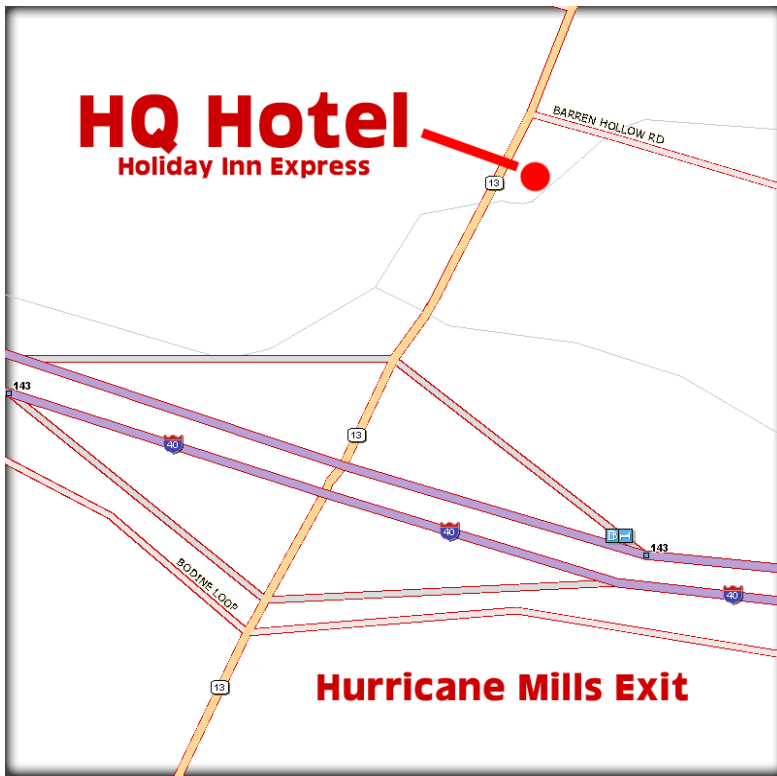 HQ Hotel
Holiday Inn Express
BARREN HOLLOW RD
13
143
13
40
40
143
40
BODINE LOOP
13
Hurricane Mills Exit